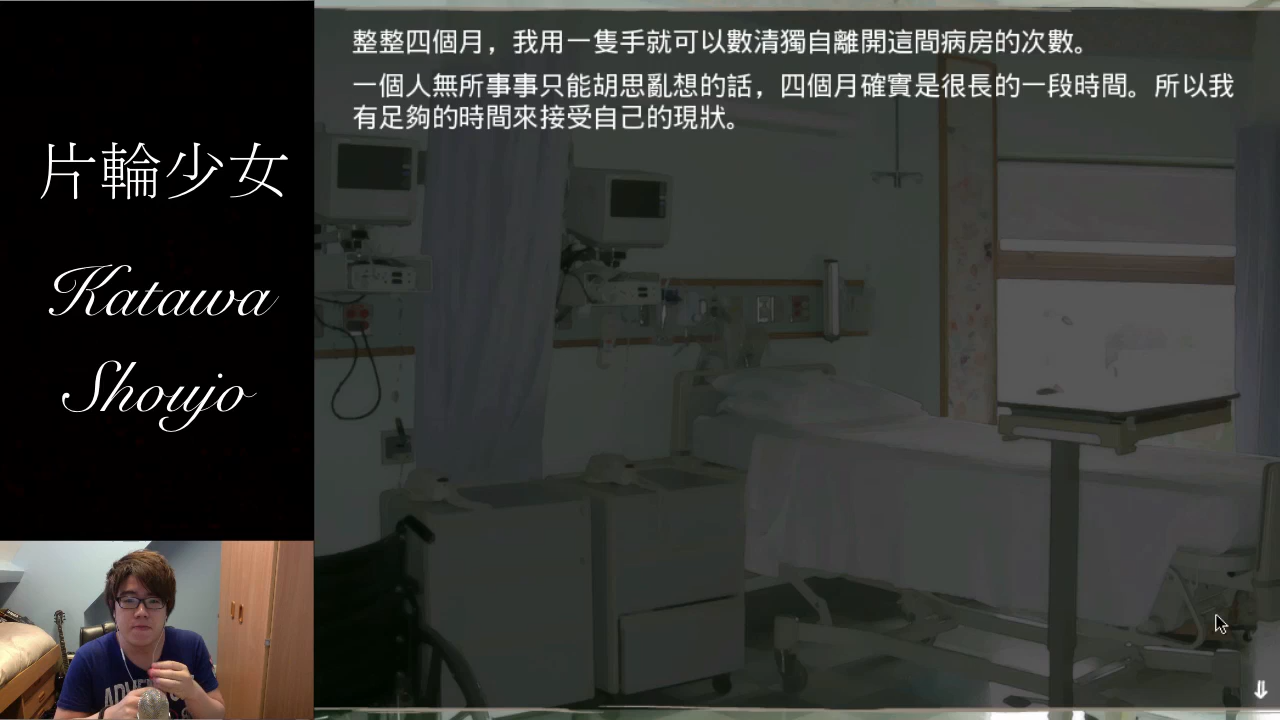 整整四個月，我用一隻手就可以數清獨自離開這間病房的次數。
一個人無所事事只能胡思亂想的話，四個月確實是很長的一段時間。所以我
有足夠的時間來接受自己的現狀。
片輪少女
Katawa
Shoujo